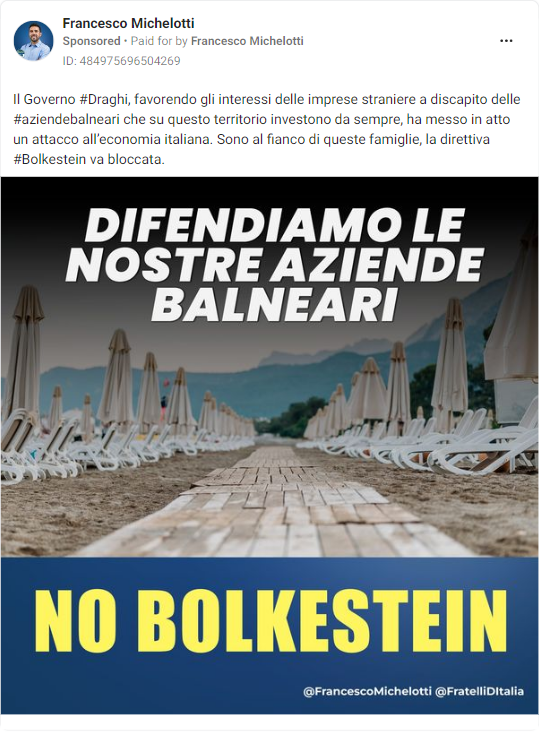 Francesco Michelotti
Sponsored • Paid for by Francesco Michelotti
ID: 484975696504269
Il Governo #Draghi, favorendo gli interessi delle imprese straniere a discapito delle
#aziendebalneari che su questo territorio investono da sempre, ha messo in atto
un attacco all’economia italiana. Sono al fianco di queste famiglie, la direttiva
#Bolkestein va bloccata.
DIFENDIAMO LE
NOSTRE AZIENDE
BALNEARI
NO BOLKESTEIN
@FrancescoMichelotti @FratelliDItalia